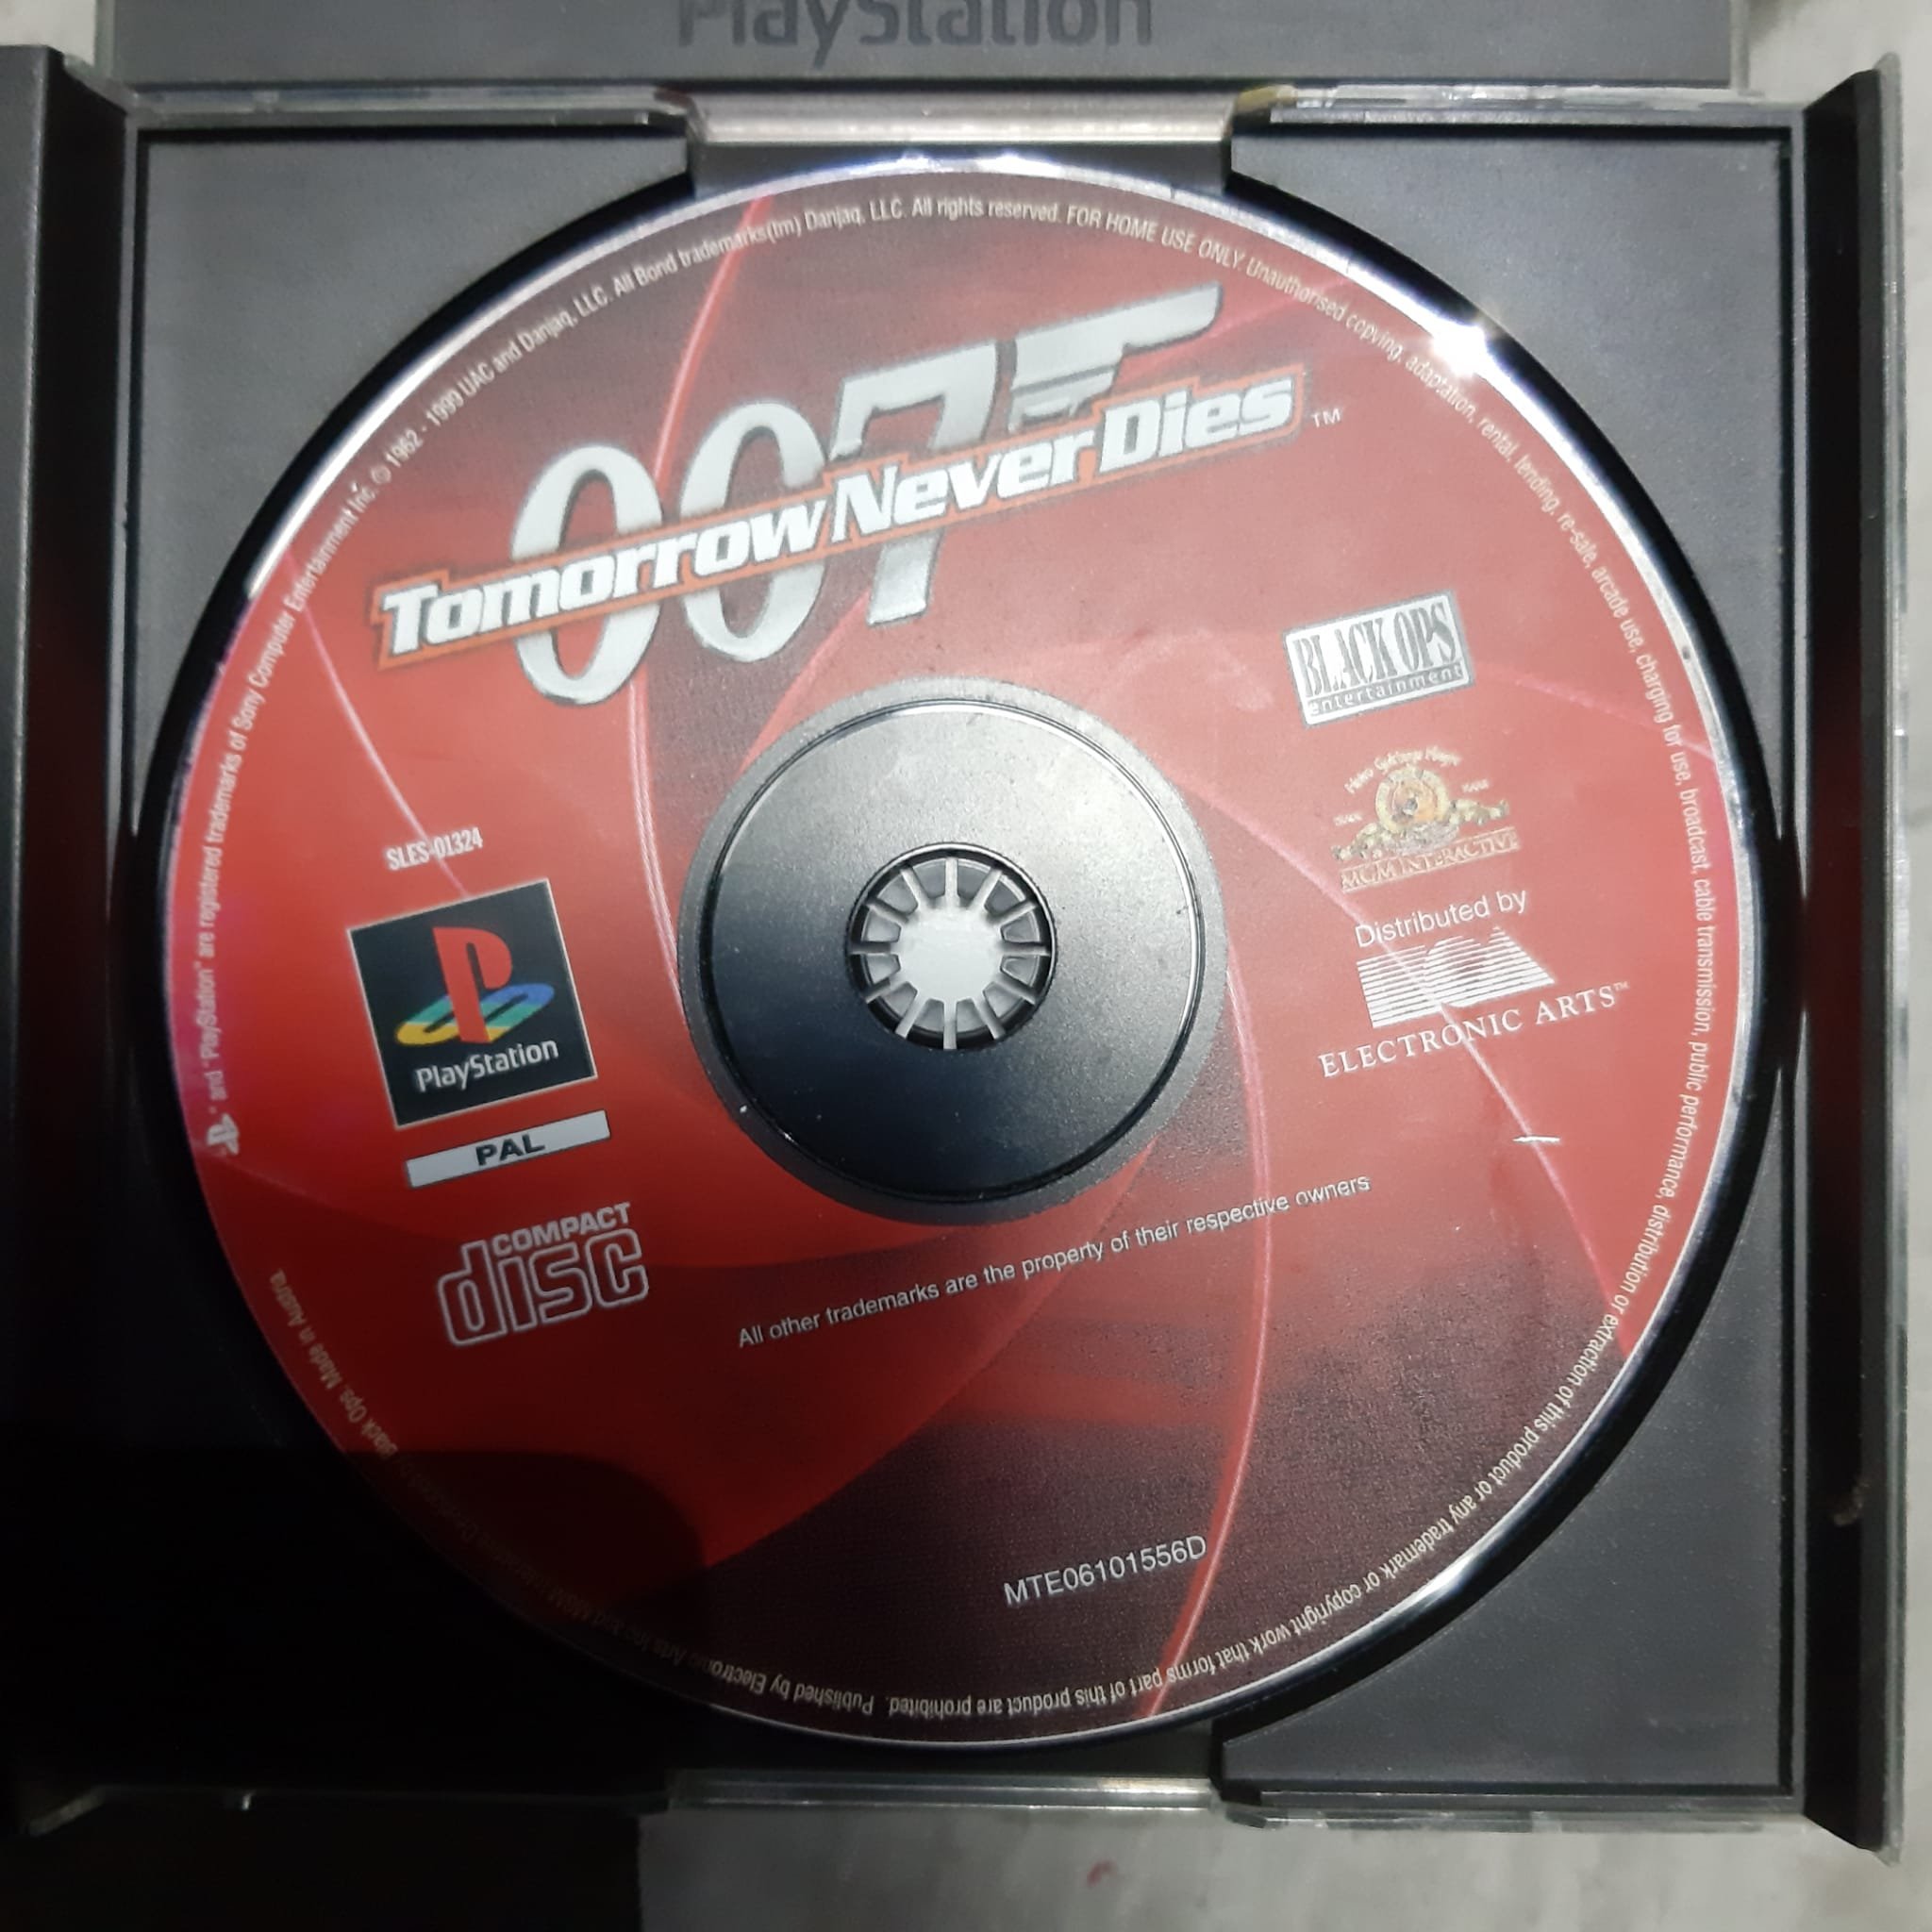 PlayStation
007
Tomorrow Never Dies ™
BLACK OPS
entertainment
MGM INTERACTIVE
Distributed by
EA
ELECTRONIC ARTS™
SLES-01324
PlayStation
PAL
COMPACT
disc
All other trademarks are the property of their respective owners
MTE06101556D
and "PlayStation" are registered trademarks of Sony Computer Entertainment Inc. © 1962 - 1999 UAC and Danjaq, LLC. All Bond trademarks(tm) Danjaq, LLC. All rights reserved. FOR HOME USE ONLY. Unauthorised copying, adaptation, rental, lending, re-sale, arcade use, charging for use, broadcast, cable transmission, public performance, distribution or extraction of this product or any trademark or copyright work that forms part of this product are prohibited. Published by Electronic Arts Black Ops. Made in Austria.